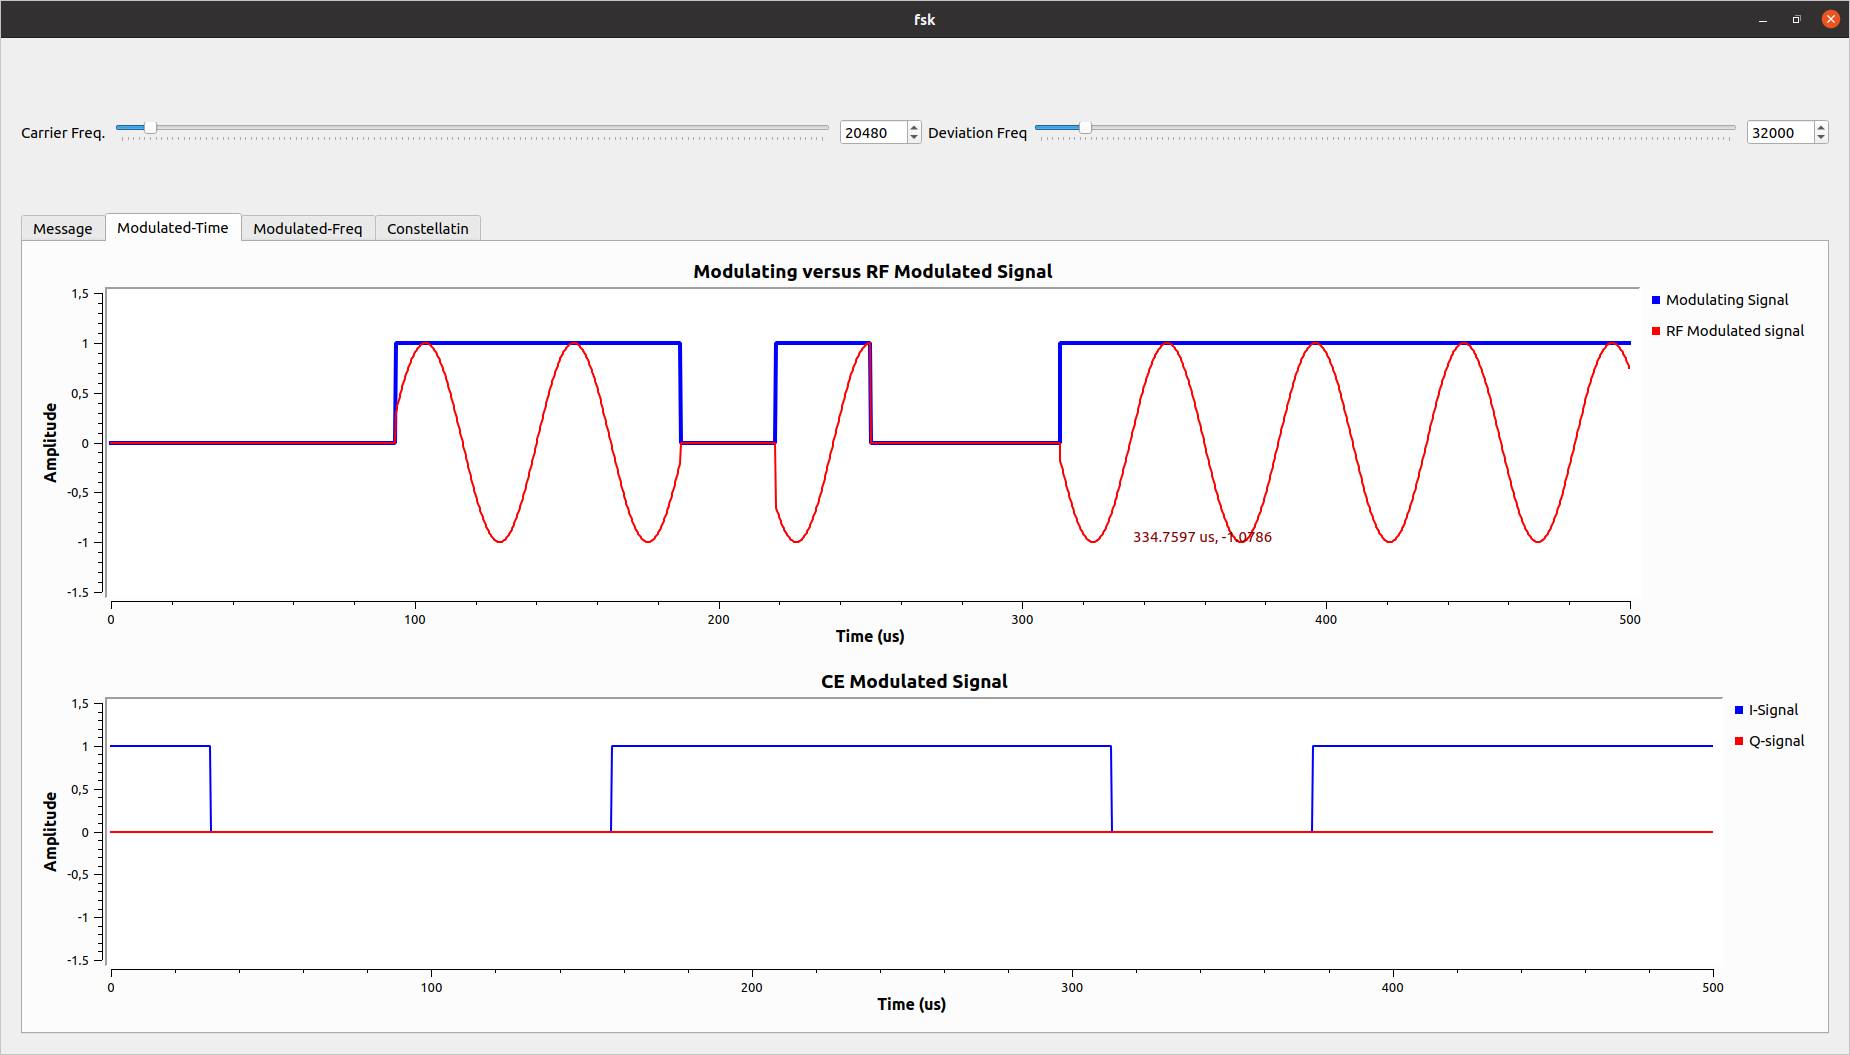 fsk
Carrier Freq.
20480
Deviation Freq
32000
Message
Modulated-Time
Modulated-Freq
Constellatin
Modulating versus RF Modulated Signal
1,5
1
0,5
0
-0,5
-1
-1.5
Amplitude
Modulating Signal
RF Modulated signal
334.7597 us, -1.0786
0
100
200
300
400
500
Time (us)
CE Modulated Signal
1,5
1
0,5
0
-0,5
-1
-1.5
Amplitude
I-Signal
Q-signal
0
100
200
300
400
500
Time (us)